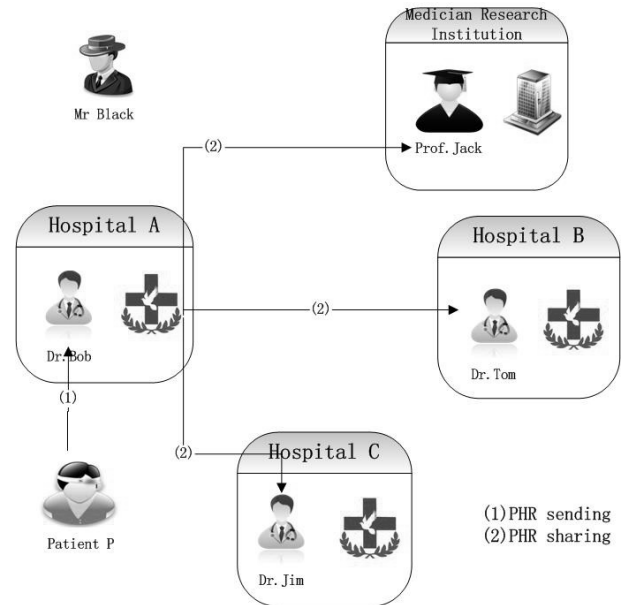 Medician Research
Institution
Mr Black
(2)
Prof.Jack
Hospital A
Hospital B
(2)
Dr.Bob
Dr.Tom
(1)
(2)
Hospital C
Patient P
Dr.Jim
(1)PHR sending
(2)PHR sharing